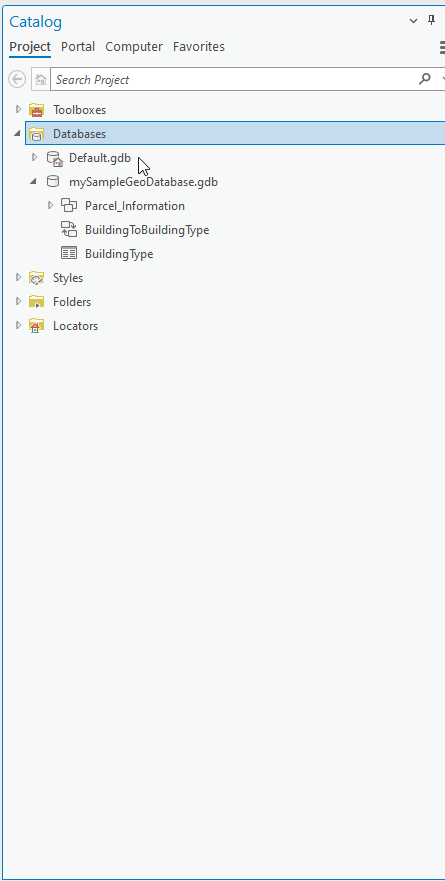 Catalog
Project Portal Computer Favorites
Search Project
Toolboxes
Databases
Default.gdb
mySampleGeoDatabase.gdb
Parcel_Information
BuildingToBuildingType
BuildingType
Styles
Folders
Locators